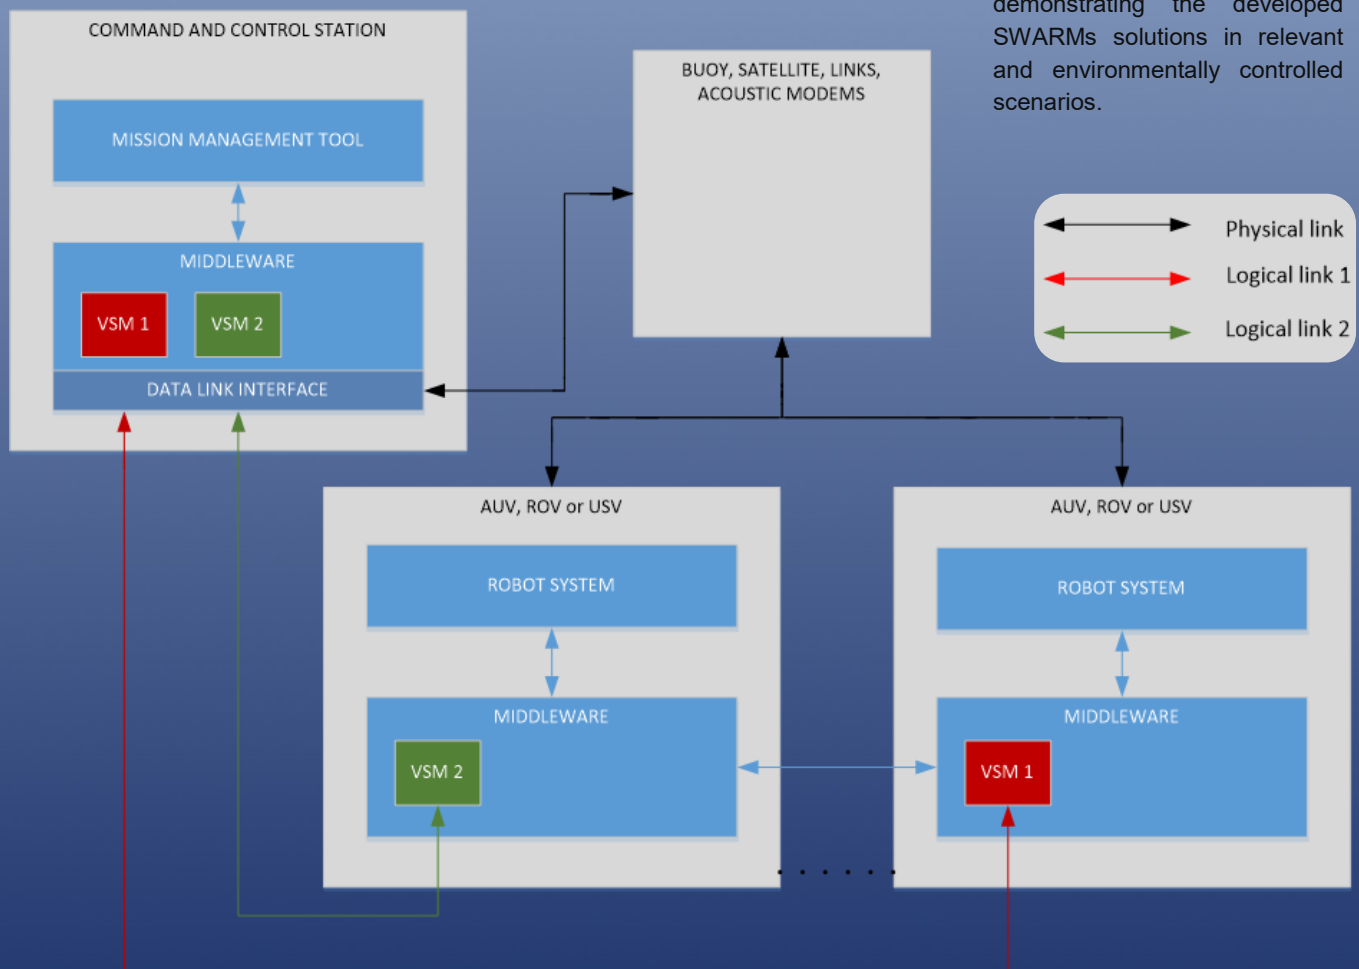 demonstrating the developed
SWARMs solutions in relevant
and environmentally controlled
scenarios.
COMMAND AND CONTROL STATION
MISSION MANAGEMENT TOOL
MIDDLEWARE
VSM 1
VSM 2
DATA LINK INTERFACE
BUOY, SATELLITE, LINKS,
ACOUSTIC MODEMS
Physical link
Logical link 1
Logical link 2
AUV, ROV or USV
ROBOT SYSTEM
MIDDLEWARE
VSM 2
AUV, ROV or USV
ROBOT SYSTEM
MIDDLEWARE
VSM 1
. . . . . .